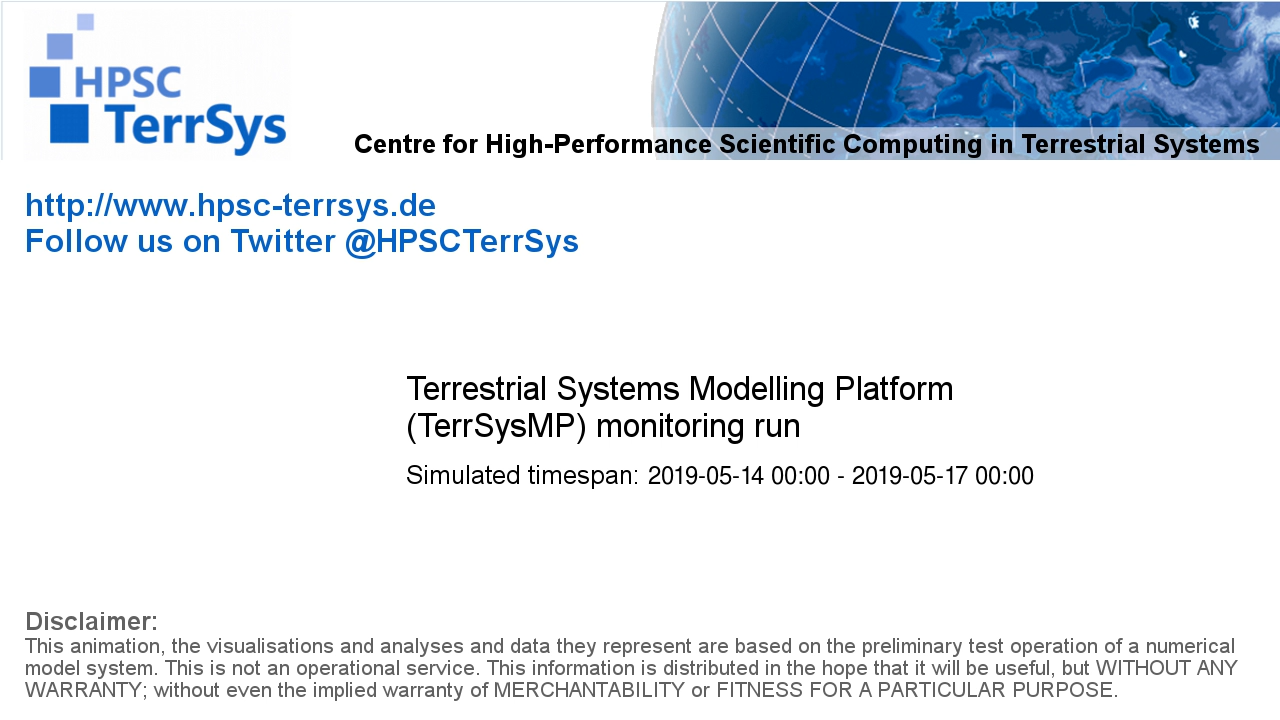 HPSC
TerrSys
Centre for High-Performance Scientific Computing in Terrestrial Systems
http://www.hpsc-terrsys.de
Follow us on Twitter @HPSCTerrSys
Terrestrial Systems Modelling Platform
(TerrSysMP) monitoring run
Simulated timespan: 2019-05-14 00:00 - 2019-05-17 00:00
Disclaimer:
This animation, the visualisations and analyses and data they represent are based on the preliminary test operation of a numerical
model system. This is not an operational service. This information is distributed in the hope that it will be useful, but WITHOUT ANY
WARRANTY; without even the implied warranty of MERCHANTABILITY or FITNESS FOR A PARTICULAR PURPOSE.